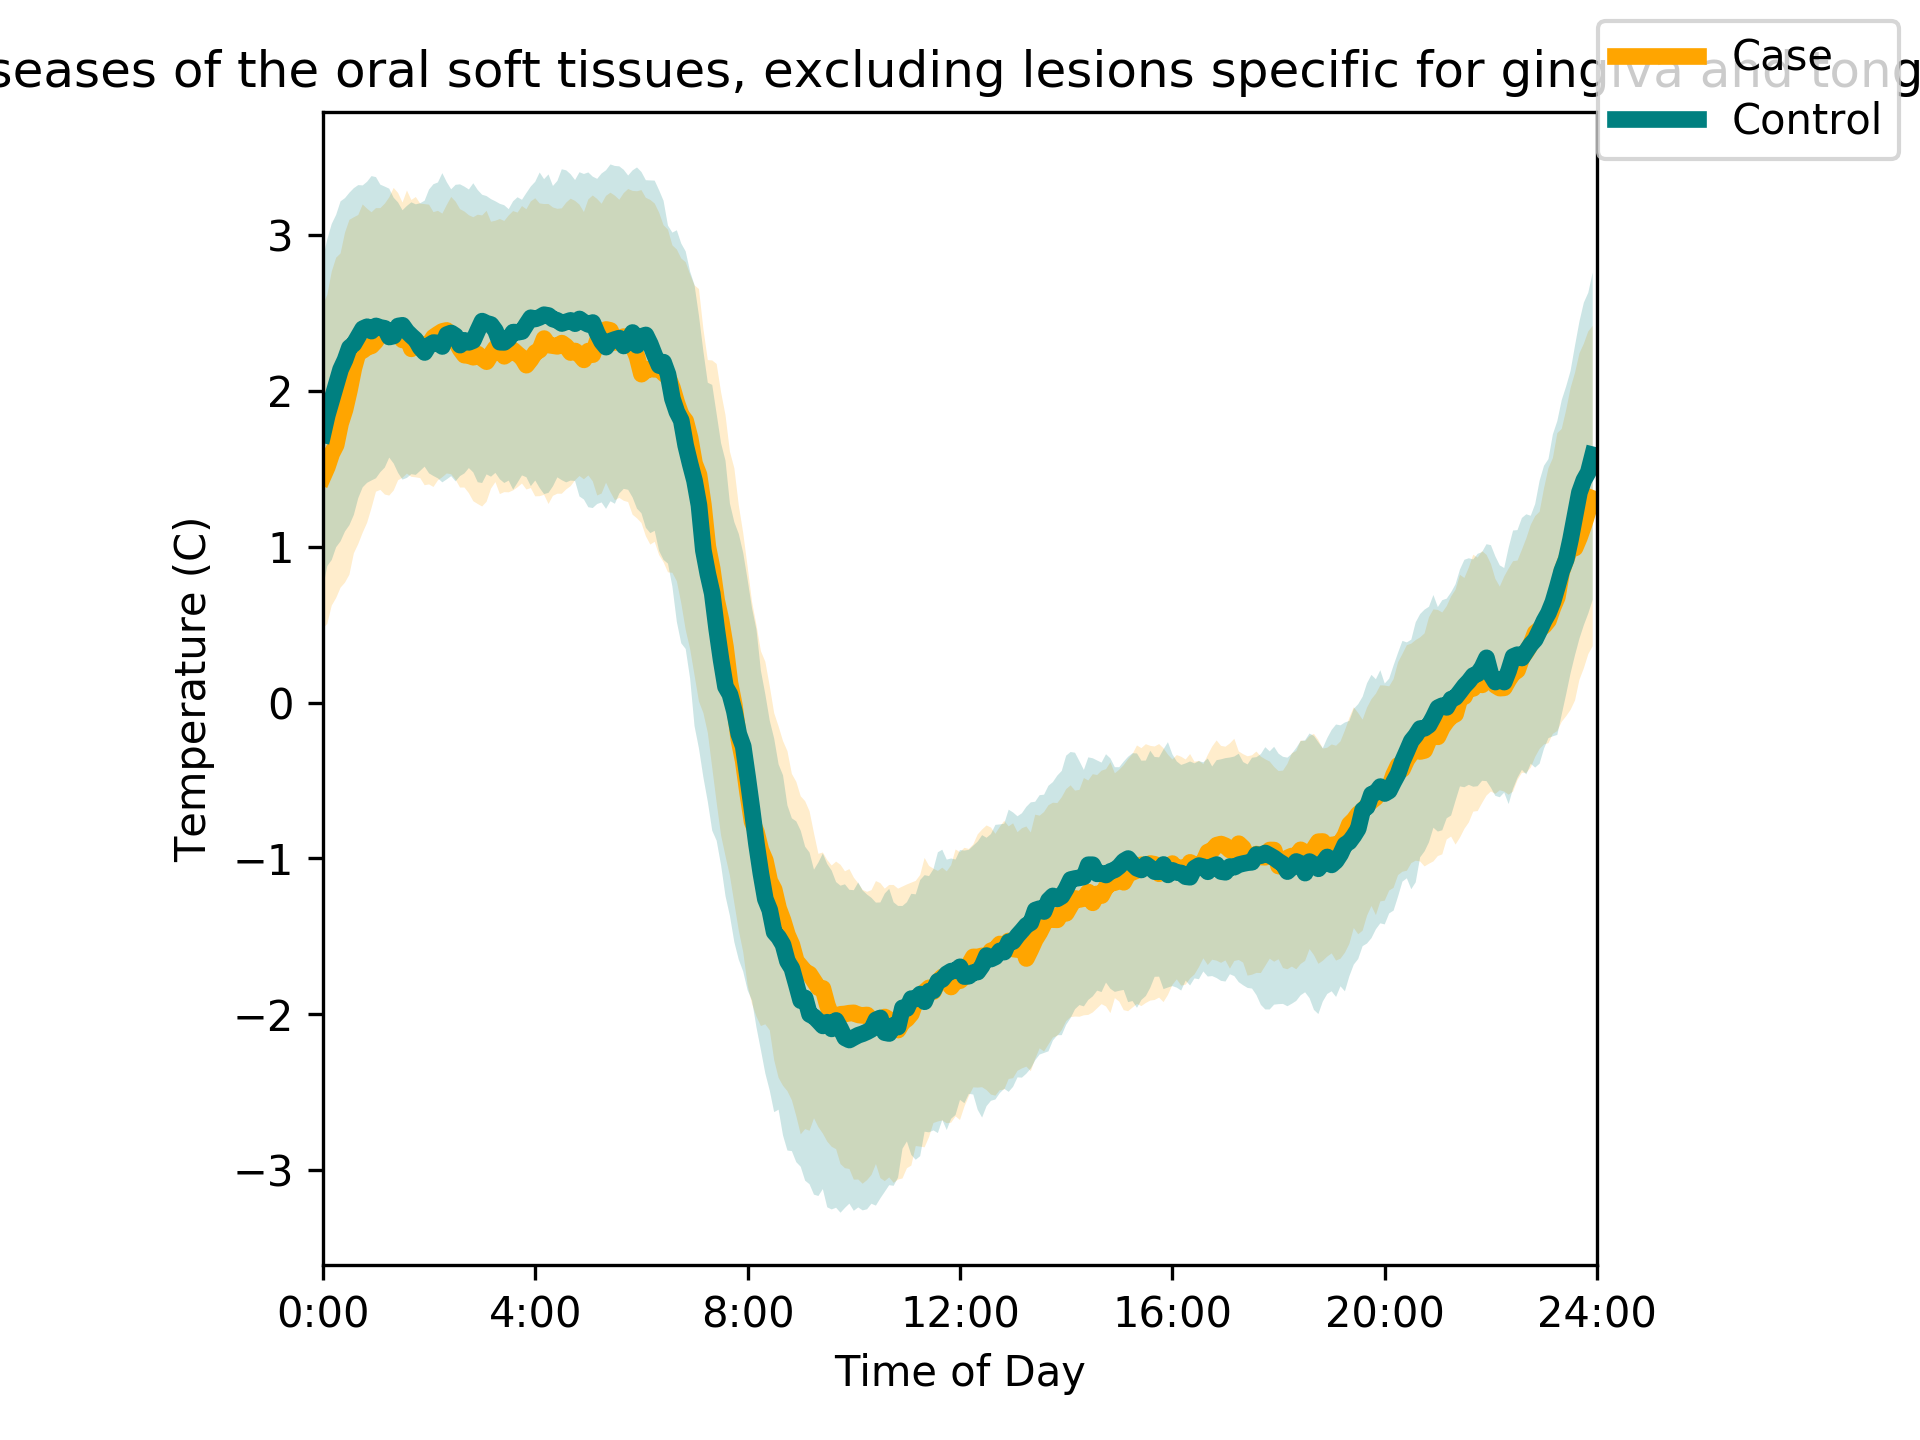 seases of the oral soft tissues, excluding lesions specific for gingiva and tong
Case
Control
3
2
1
0
−1
−2
−3
Temperature (C)
0:00 4:00 8:00 12:00 16:00 20:00 24:00
Time of Day